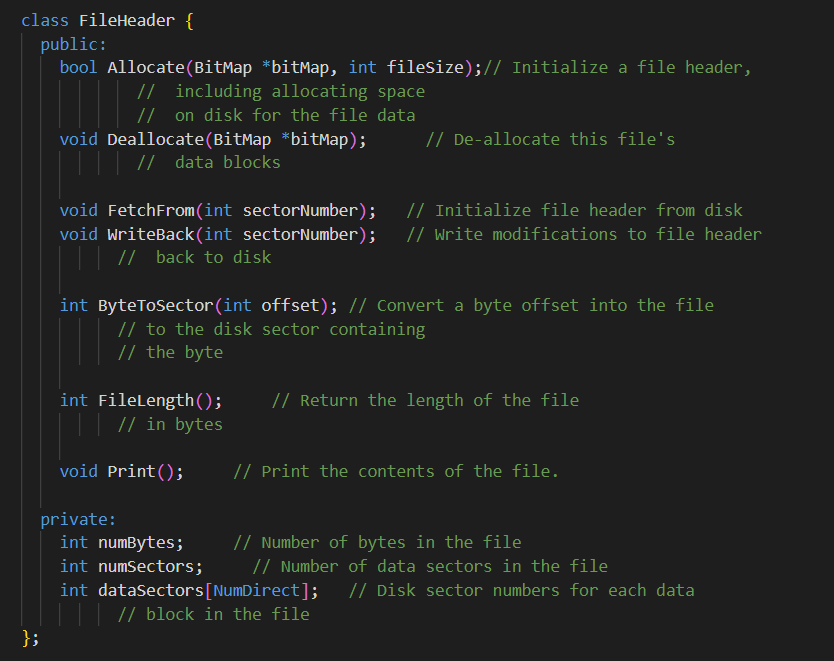 class FileHeader {
public:
bool Allocate(BitMap *bitMap, int fileSize);// Initialize a file header,
//  including allocating space
//  on disk for the file data
void Deallocate(BitMap *bitMap);      // De-allocate this file's
//  data blocks
void FetchFrom(int sectorNumber);   // Initialize file header from disk
void WriteBack(int sectorNumber);   // Write modifications to file header
//  back to disk
int ByteToSector(int offset); // Convert a byte offset into the file
// to the disk sector containing
// the byte
int FileLength();     // Return the length of the file
// in bytes
void Print();     // Print the contents of the file.
private:
int numBytes;     // Number of bytes in the file
int numSectors;     // Number of data sectors in the file
int dataSectors[NumDirect];   // Disk sector numbers for each data
// block in the file
};